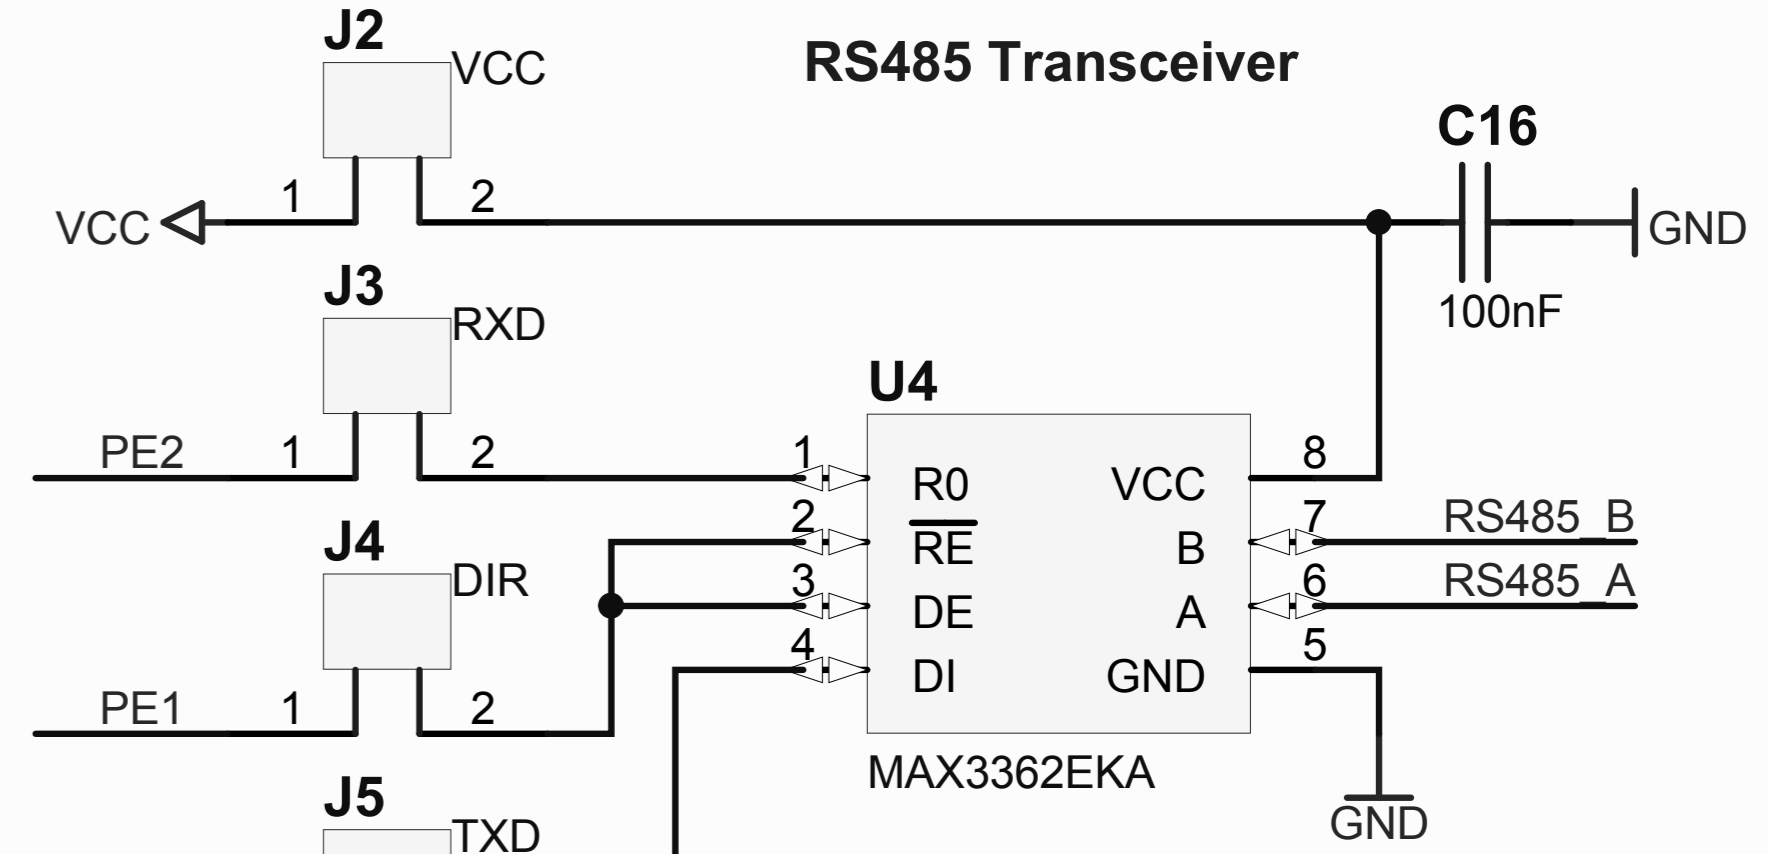 J2
VCC
RS485 Transceiver
C16
VCC
1
2
GND
100nF
J3
RXD
PE2
1
2
U4
1
R0
VCC
8
2
RE
B
7
RS485_B
3
DE
A
6
RS485_A
4
DI
GND
5
J4
DIR
PE1
1
2
MAX3362EKA
GND
J5
TXD